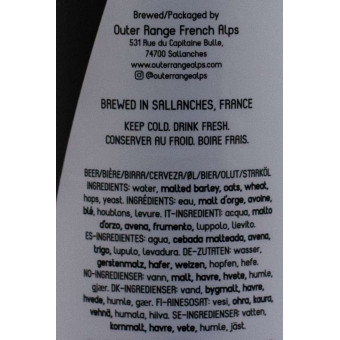 Brewed/Packaged by
Outer Range French Alps
531 Rue du Capitaine Bulle,
74700 Sallanches
outerrangealps.com
@outerrangealps
BREWED IN SALLANCHES, FRANCE
KEEP COLD. DRINK FRESH.
CONSERVER AU FROID. BOIRE FRAIS.
BEER/BIÈRE/BIRRA/CERVEZA/ØL/BIER/OLUT/STARKÖL
INGREDIENTS: water, malted barley, oats, wheat,
hops, yeast. INGRÉDIENTS: eau, malt d'orge, avoine,
blé, houblons, levure. IT-INGREDIENTI: acqua, malto
d'orzo, avena, frumento, luppolo, lievito.
ES-INGREDIENTES: agua, cebada malteada, avena,
trigo, lupulo, levadura. DE-ZUTATEN: wasser,
gerstenmalz, hafer, weizen, hopfen, hefe.
NO-INGREDIENSER: vann, malt, havre, hvete, humle,
gjær. DK-INGREDIENSER: vand, bygmalt, havre,
hvede, humle, gær. FI-AINESOSAT: vesi, ohra, kaura,
vehnä, humala, hiiva. SE-INGREDIENSER: vatten,
kornmalt, havre, vete, humle, jäst.